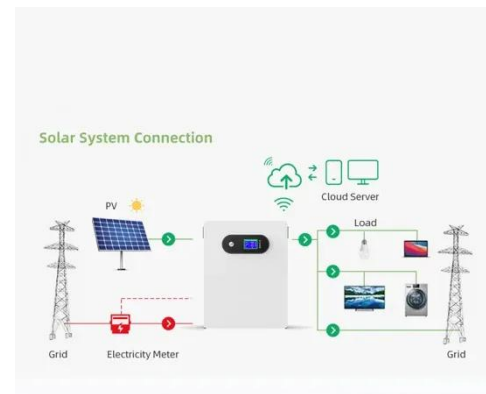 Solar System Connection
Cloud Server
PV
Load
Grid
Electricity Meter
Grid